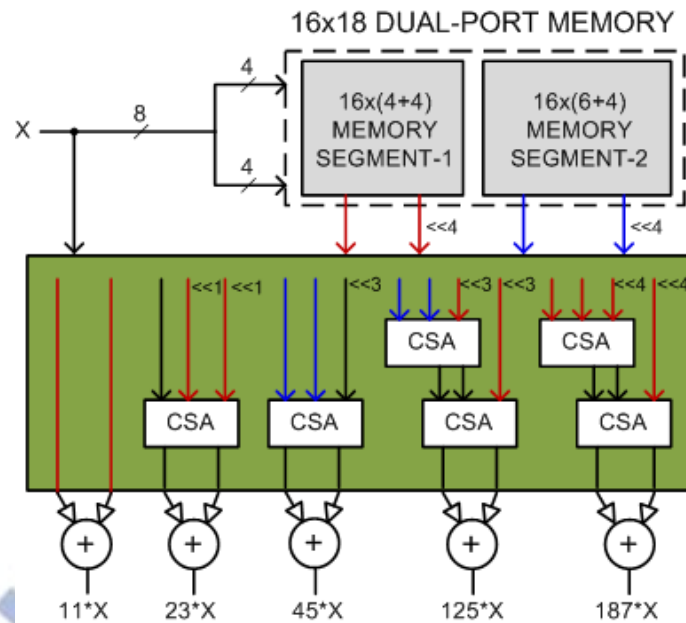 16x18 DUAL-PORT MEMORY
4
16x(4+4)
MEMORY
SEGMENT-1
16x(6+4)
MEMORY
SEGMENT-2
X
8
4
<<4
<<4
<<1
<<1
<<3
<<3
<<3
<<4
<<4
CSA
CSA
CSA
CSA
CSA
CSA
+
+
+
+
+
11*X
23*X
45*X
125*X
187*X